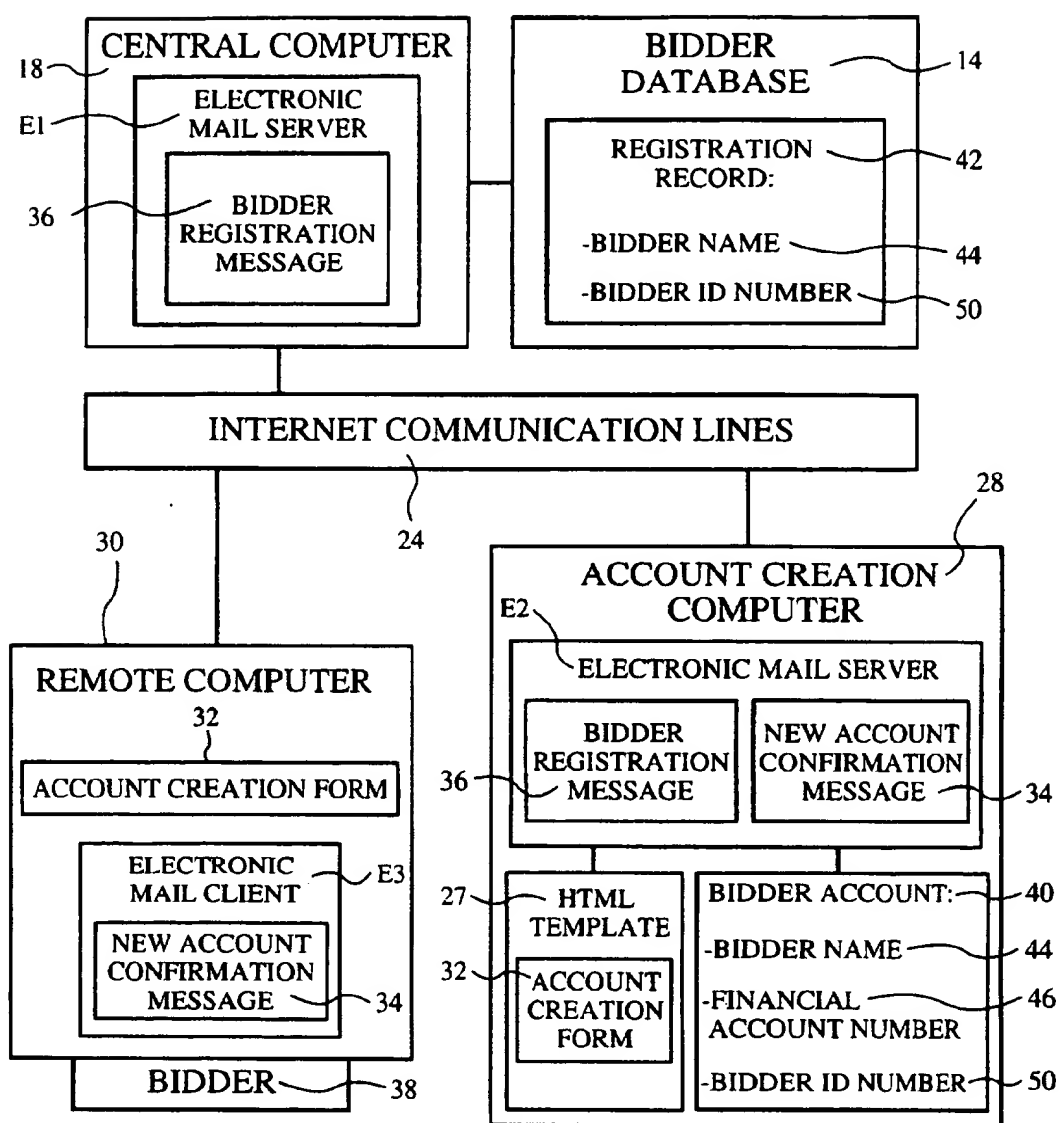 CENTRAL COMPUTER
18
ELECTRONIC
MAIL SERVER
E1
36
BIDDER
REGISTRATION
MESSAGE
BIDDER
DATABASE
14
REGISTRATION
RECORD:
42
-BIDDER NAME
44
-BIDDER ID NUMBER
50
INTERNET COMMUNICATION LINES
24
30
REMOTE COMPUTER
32
ACCOUNT CREATION FORM
ELECTRONIC
MAIL CLIENT
E3
NEW ACCOUNT
CONFIRMATION
MESSAGE
34
BIDDER
38
28
ACCOUNT CREATION
COMPUTER
E2
ELECTRONIC MAIL SERVER
BIDDER
REGISTRATION
MESSAGE
36
NEW ACCOUNT
CONFIRMATION
MESSAGE
34
27
HTML
TEMPLATE
32
ACCOUNT
CREATION
FORM
BIDDER ACCOUNT:
40
-BIDDER NAME
44
-FINANCIAL
ACCOUNT NUMBER
46
-BIDDER ID NUMBER
50